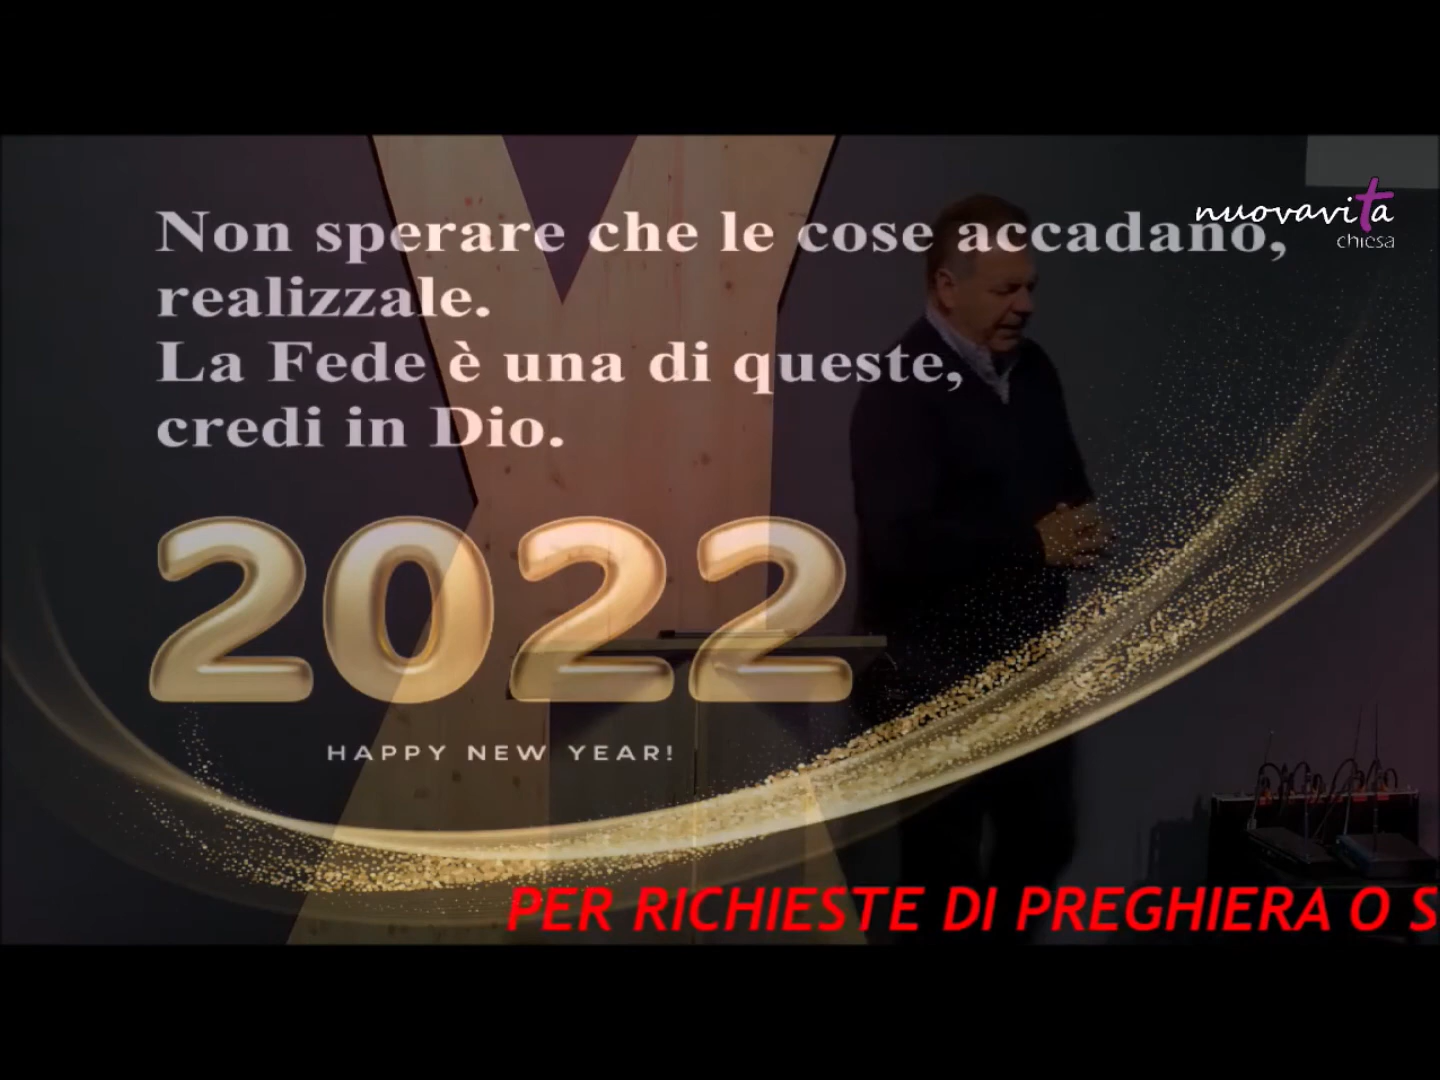 Non sperare che le cose accadano,
realizzale.
La Fede è una di queste,
credi in Dio.
nuovavita
chiesa
2022
HAPPY NEW YEAR!
PER RICHIESTE DI PREGHIERA O S